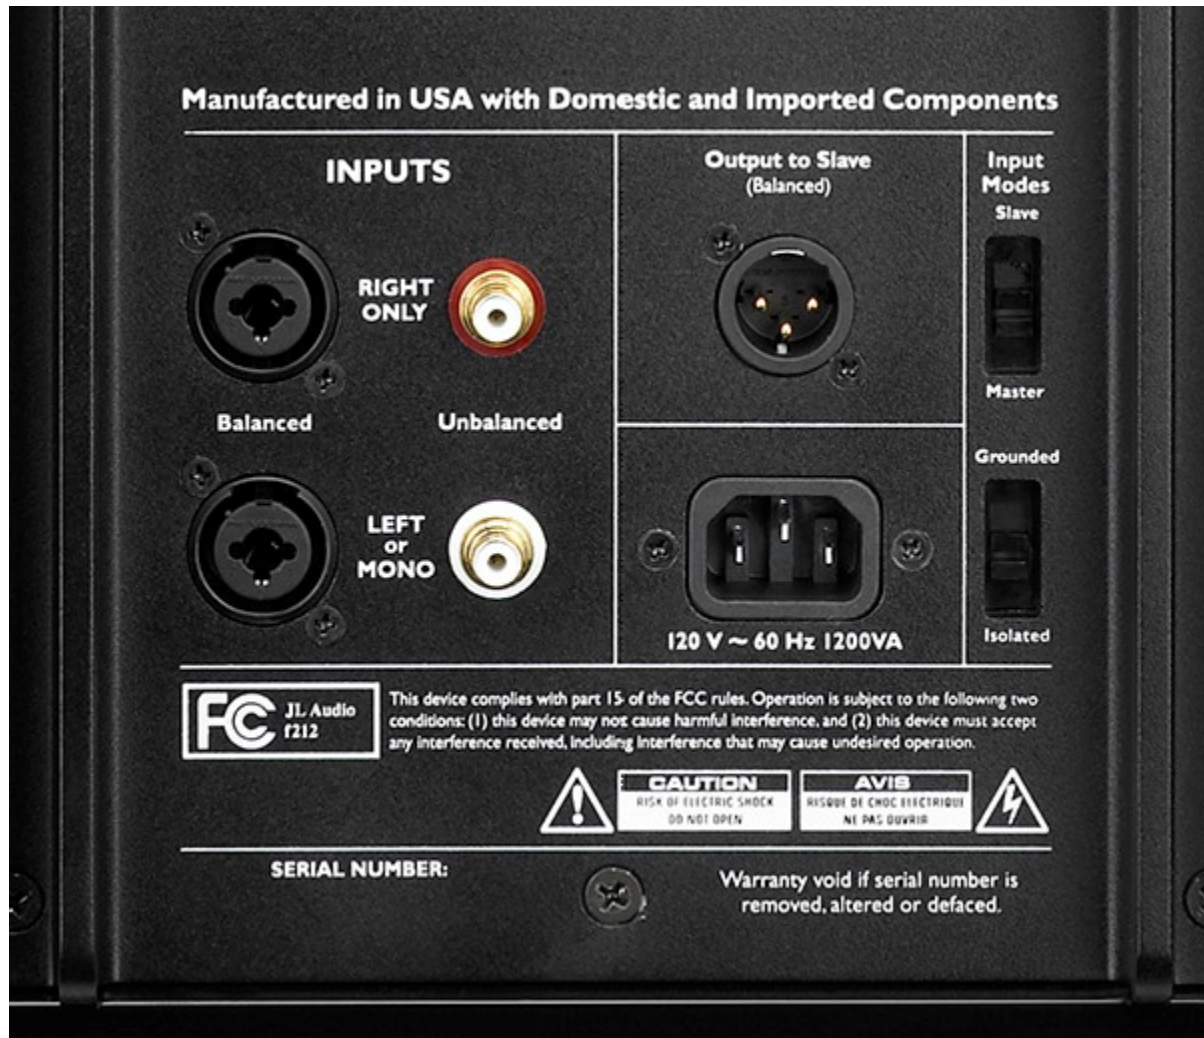 Manufactured in USA with Domestic and Imported Components
INPUTS
RIGHT
ONLY
Balanced
Unbalanced
LEFT
or
MONO
Output to Slave
(Balanced)
120 V ~ 60 Hz 1200VA
Input
Modes
Slave
Master
Grounded
Isolated
FC
JL Audio
f212
This device complies with part 15 of the FCC rules. Operation is subject to the following two
conditions: (1) this device may not cause harmful interference, and (2) this device must accept
any interference received, including interference that may cause undesired operation.
CAUTION
RISK OF ELECTRIC SHOCK
DO NOT OPEN
AVIS
RISQUE DE CHOC ELECTRIQUE
NE PAS OUVRIR
SERIAL NUMBER:
Warranty void if serial number is
removed, altered or defaced.